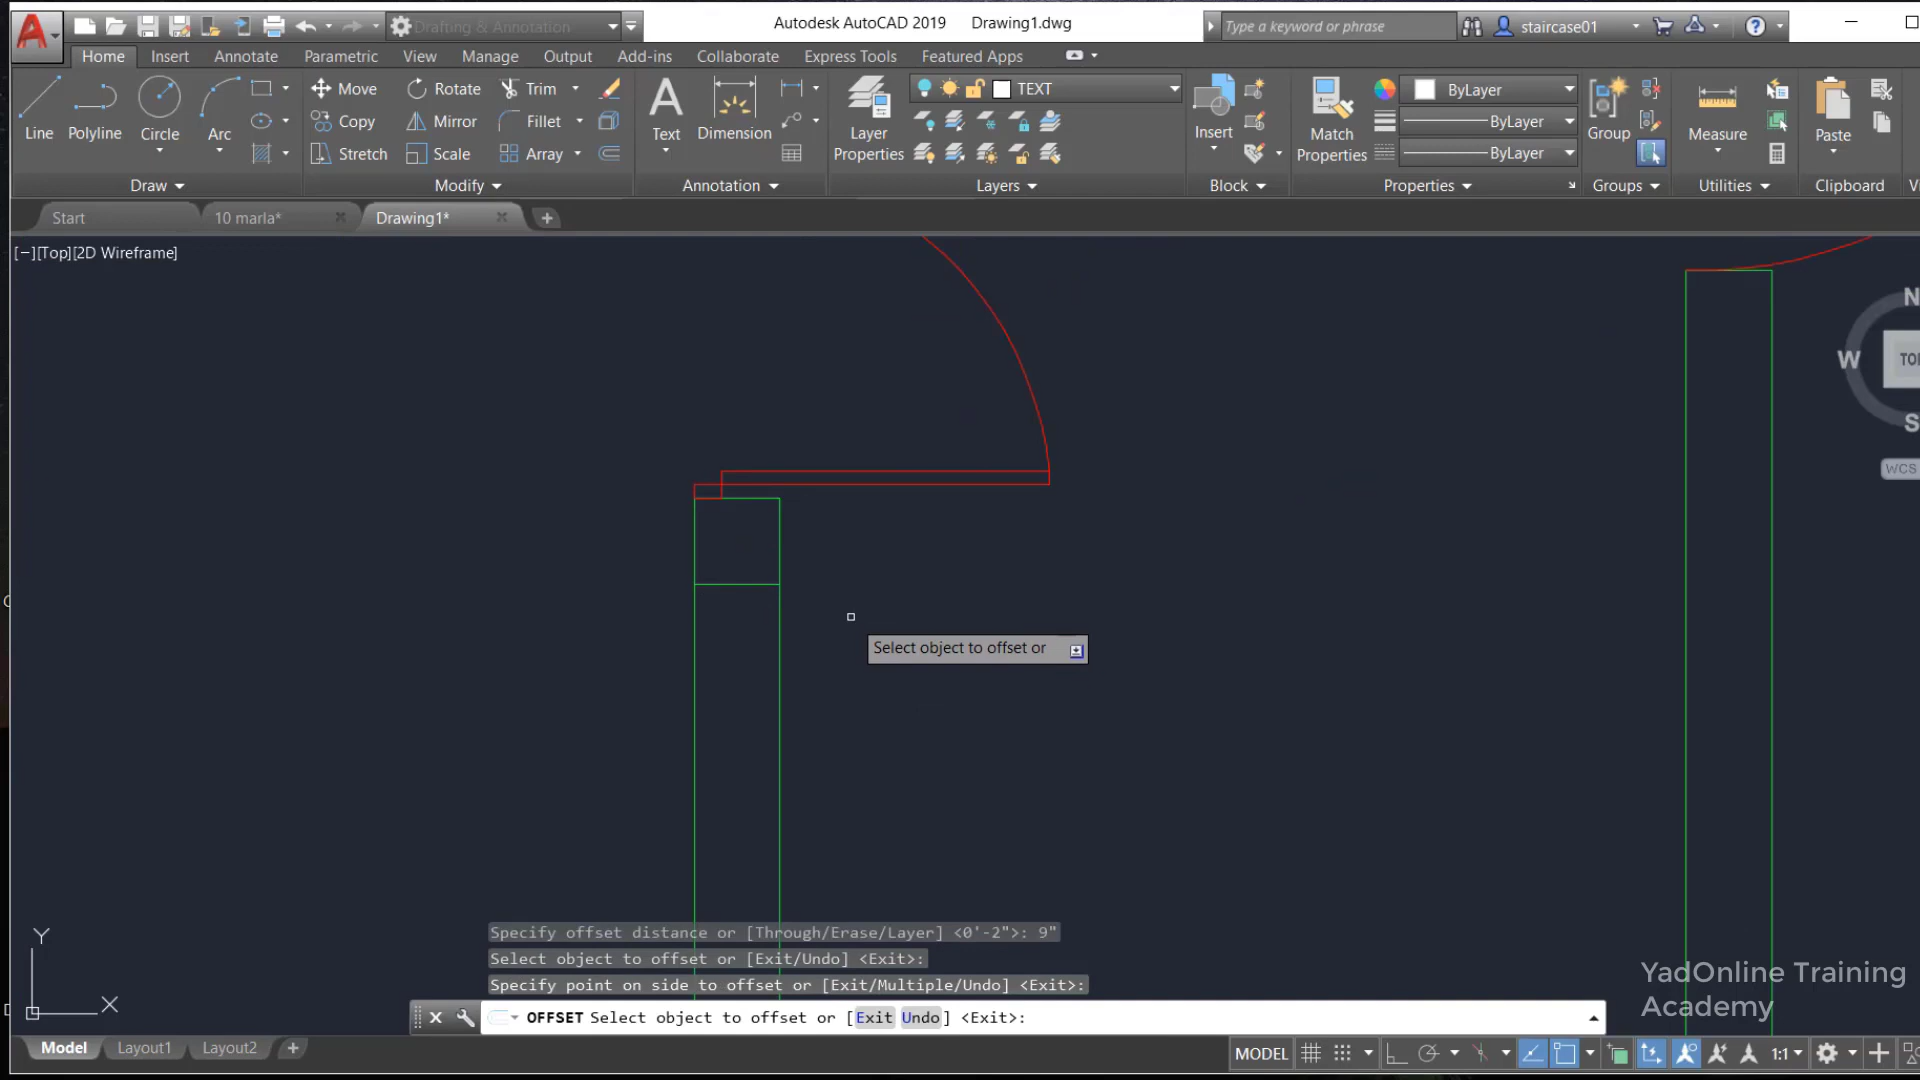 Drafting & Annotation
Autodesk AutoCAD 2019 Drawing1.dwg
Type a keyword or phrase
staircase01
Home Insert Annotate Parametric View Manage Output Add-ins Collaborate Express Tools Featured Apps
Line
Polyline
Circle
Arc
Draw
Move
Rotate
Trim
Copy
Mirror
Fillet
Stretch
Scale
Array
Modify
Text
Dimension
Annotation
Layer
Properties
TEXT
Layers
Insert
Block
Match
Properties
ByLayer
ByLayer
ByLayer
Properties
Group
Groups
Measure
Utilities
Paste
Clipboard
Start
10 marla*
Drawing1*
[−][Top][2D Wireframe]
N
W
S
WCS
Select object to offset or
Y
X
Specify offset distance or [Through/Erase/Layer] <0'-2">: 9"
Select object to offset or [Exit/Undo] <Exit>:
Specify point on side to offset or [Exit/Multiple/Undo] <Exit>:
OFFSET Select object to offset or [Exit Undo] <Exit>:
YadOnline Training
Academy
Model Layout1 Layout2
MODEL
1:1